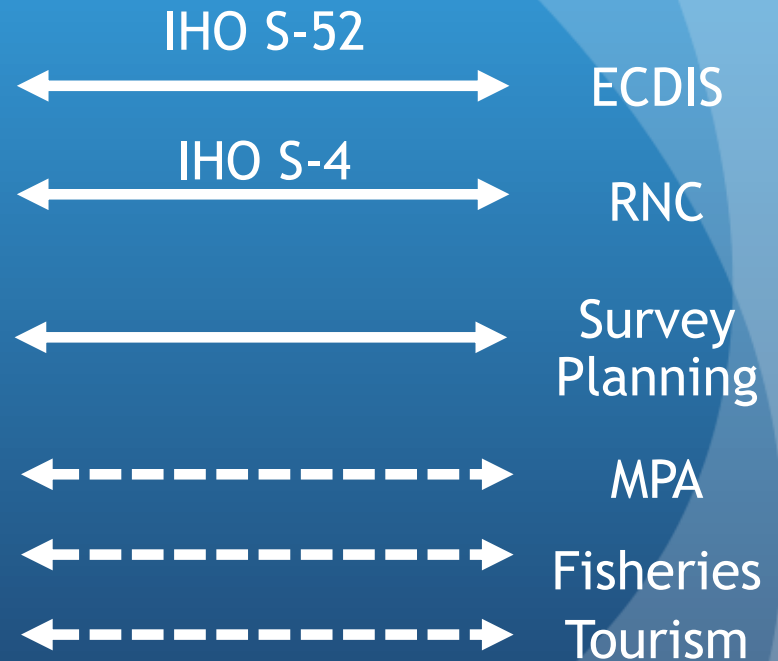 IHO S-52
ECDIS
IHO S-4
RNC
Survey
Planning
MPA
Fisheries
Tourism